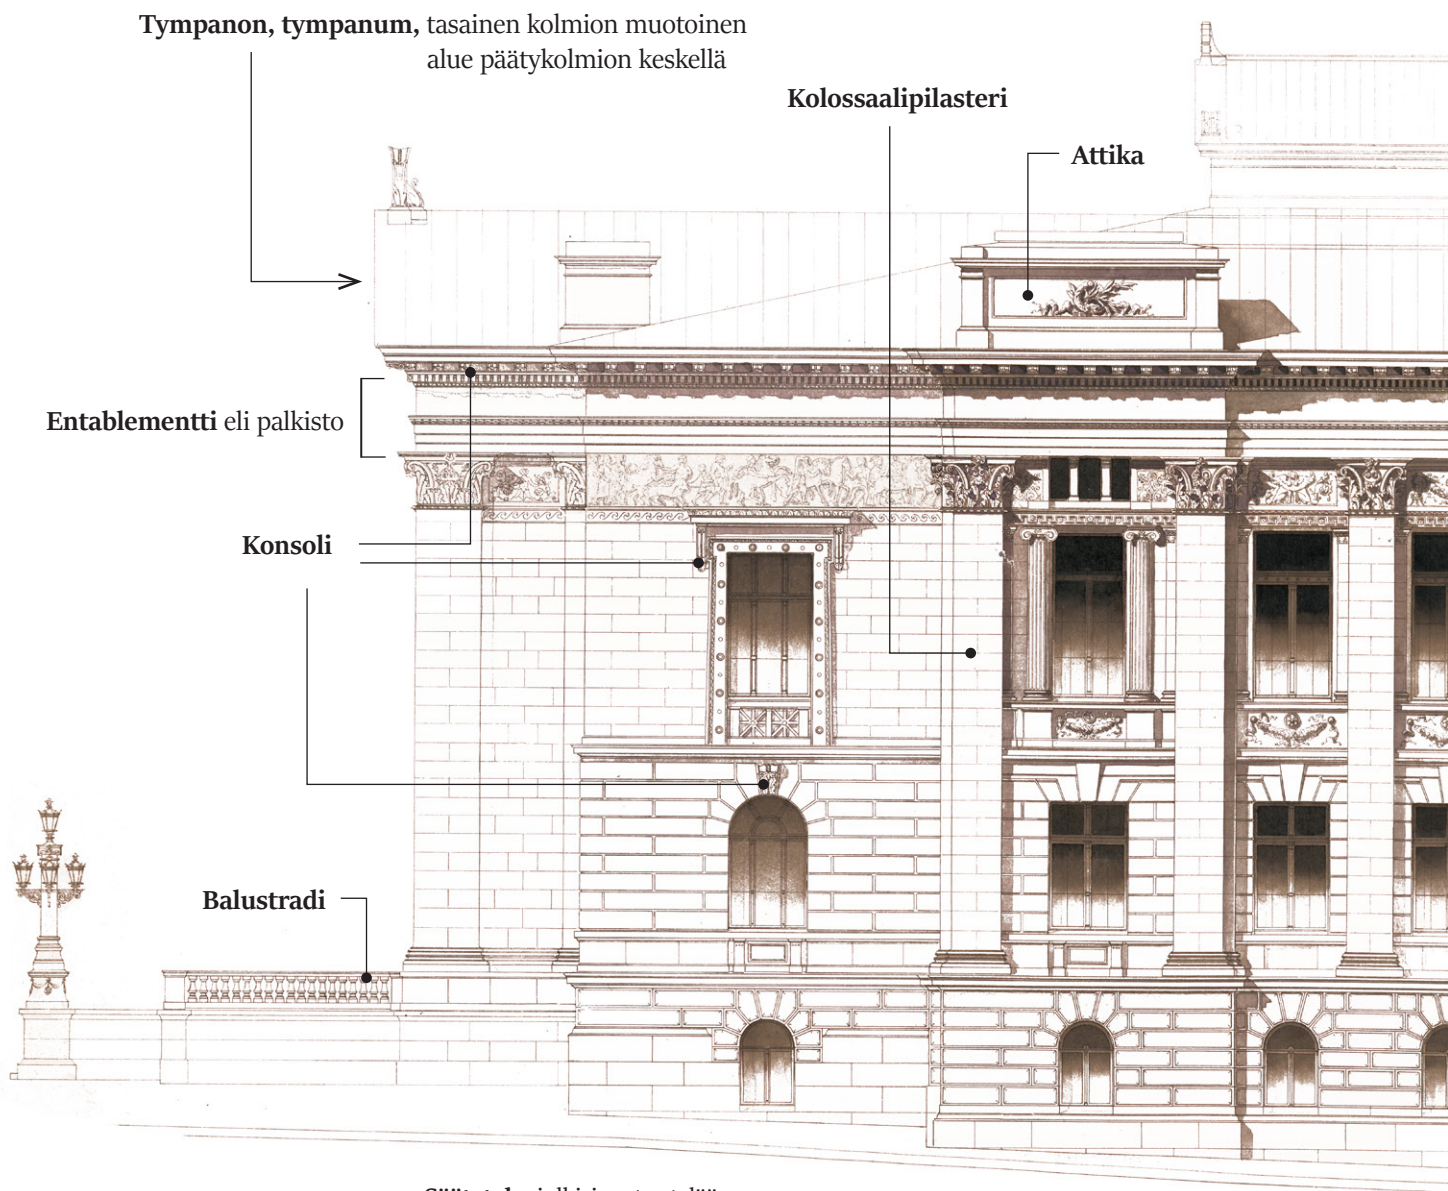 Tympanon, tympanum, tasainen kolmion muotoinen
alue päätykolmion keskellä
Kolossaalipilasteri
Attika
Entablementti eli palkisto
Konsoli
Balustradi